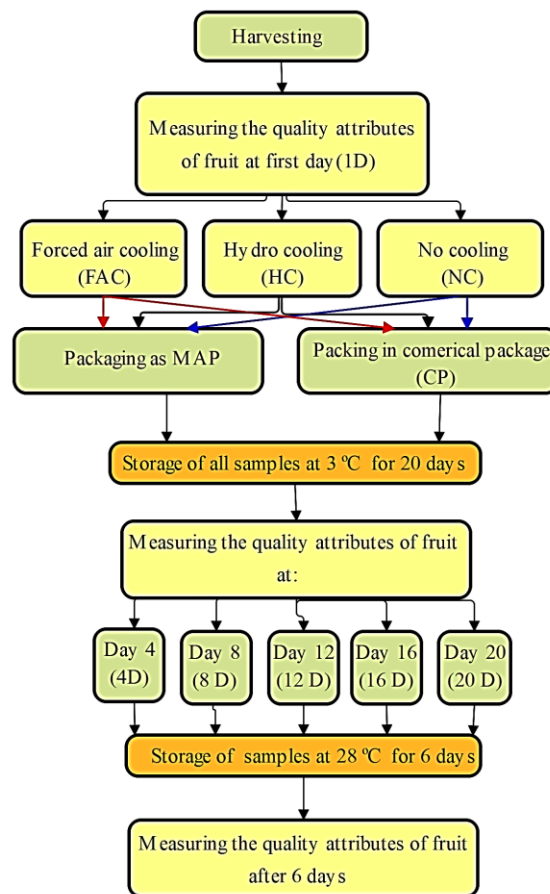 Harvesting
Measuring the quality attributes
of fruit at first day(1D)
Forced air cooling
(FAC)
Hydro cooling
(HC)
No cooling
(NC)
Packaging as MAP
Packing in comerical package
(CP)
Storage of all samples at 3 ºC for 20 days
Measuring the quality attributes of fruit
at:
Day 4
(4D)
Day 8
(8 D)
Day 12
(12 D)
Day 16
(16 D)
Day 20
(20 D)
Storage of samples at 28 ºC for 6 days
Measuring the quality attributes of fruit
after 6 days